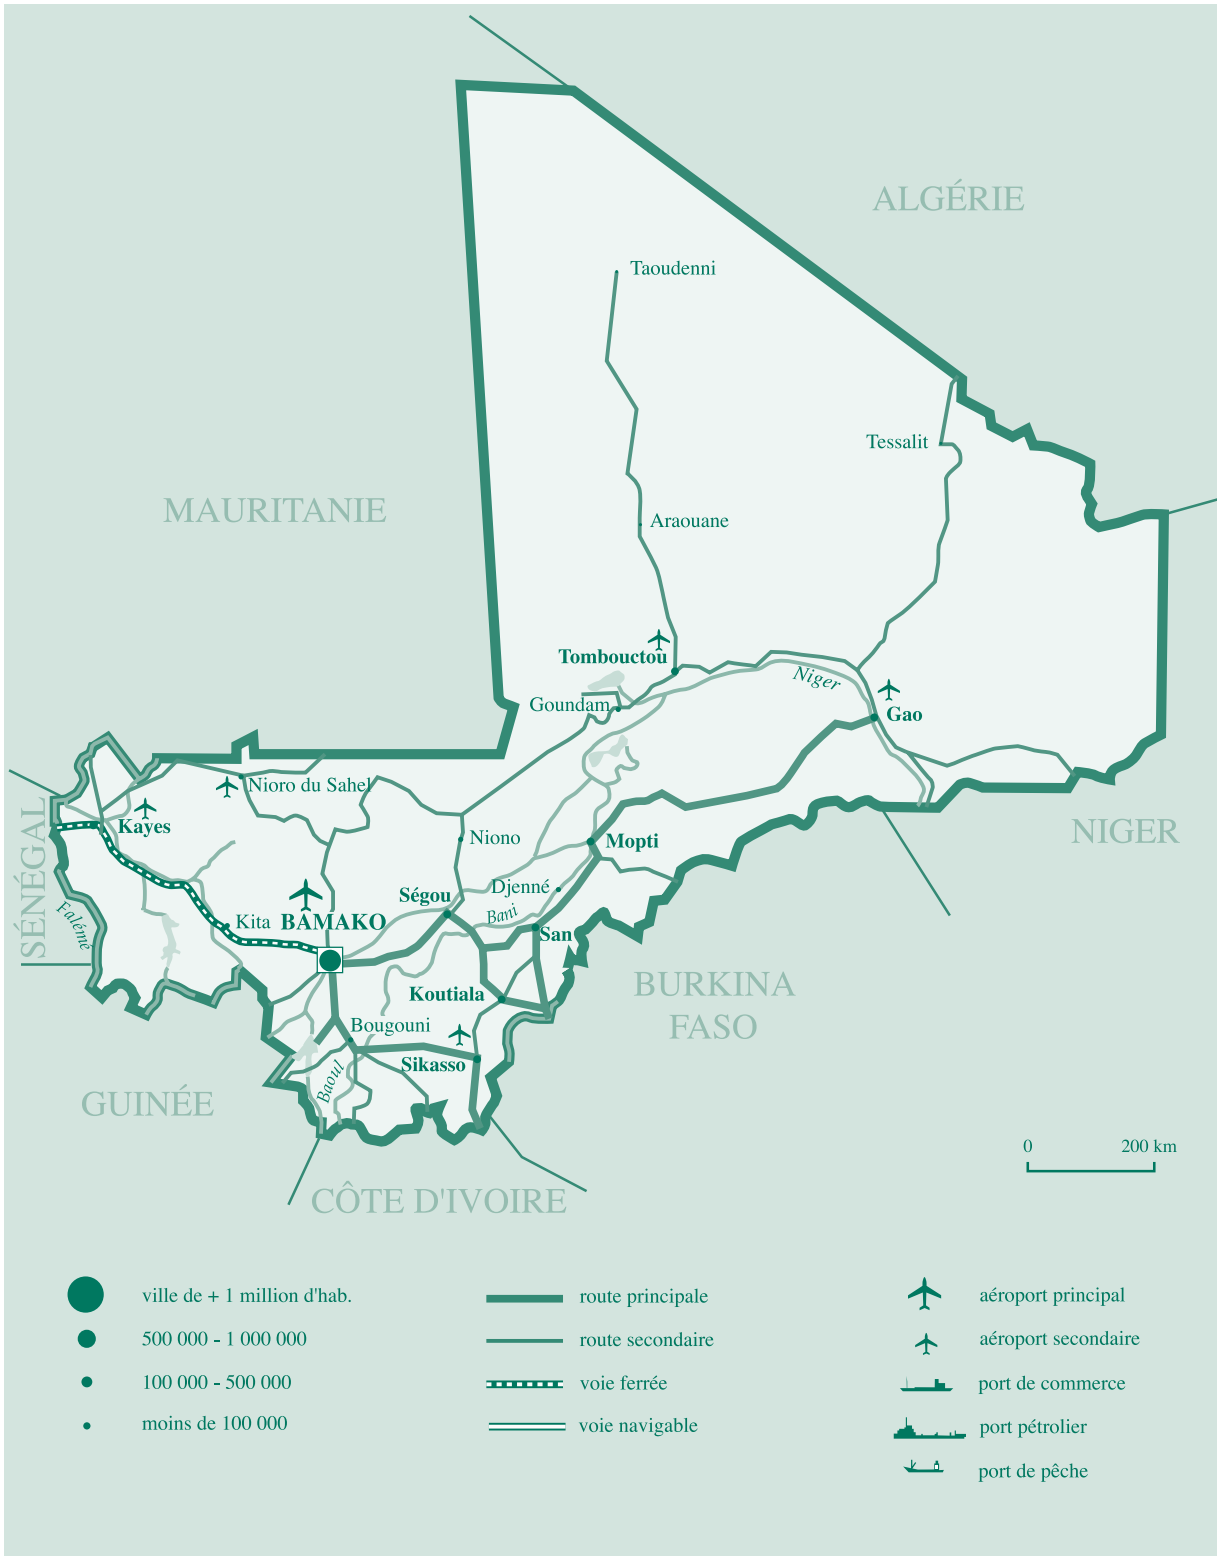 ALGÉRIE
Taoudenni
Tessalit
MAURITANIE
Araouane
Tombouctou
Niger
Goundam
Gao
Nioro du Sahel
Kayes
NIGER
Niono
Mopti
SÉNÉGAL
Falémé
Djenné
Ségou
Bani
Kita
BAMAKO
San
BURKINA
FASO
Koutiala
Bougouni
Sikasso
Baoul
GUINÉE
0 200 km
CÔTE D'IVOIRE
ville de + 1 million d'hab.
500 000 - 1 000 000
100 000 - 500 000
moins de 100 000
route principale
route secondaire
voie ferrée
voie navigable
aéroport principal
aéroport secondaire
port de commerce
port pétrolier
port de pêche